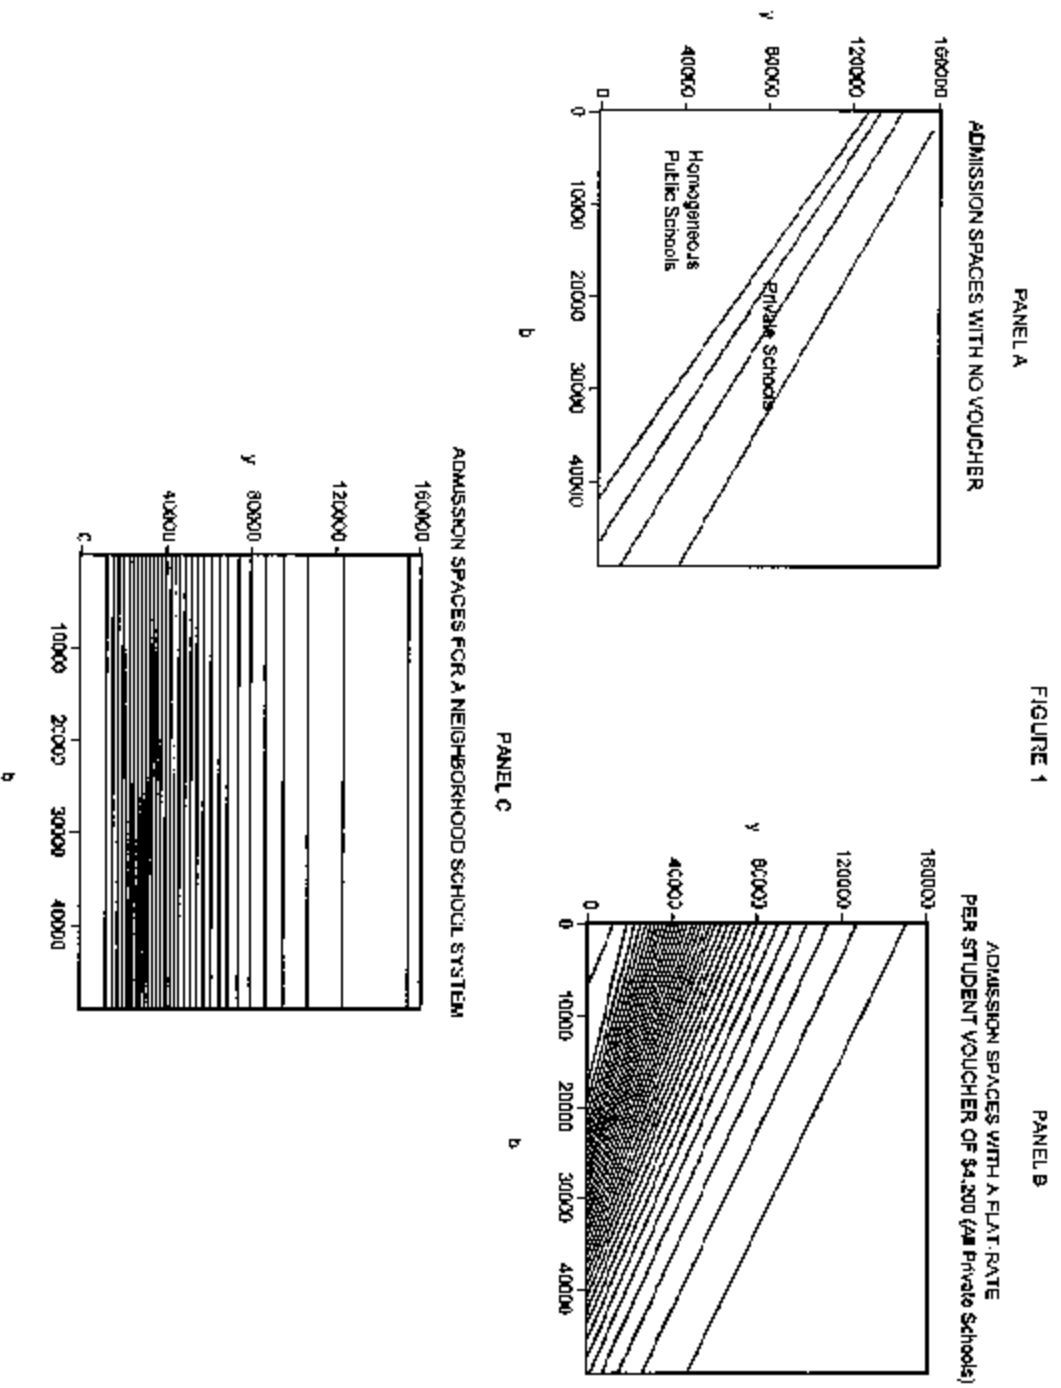 FIGURE 1
PANEL A
ADMISSION SPACES WITH NO VOUCHER
160000
120000
80000
40000
0
y
Homogeneous
Public Schools
Private Schools
0
10000
20000
30000
40000
b
PANEL B
ADMISSION SPACES WITH A FLAT-RATE
PER STUDENT VOUCHER OF $4,200 (All Private Schools)
160000
120000
80000
40000
0
y
0
10000
20000
30000
40000
b
PANEL C
ADMISSION SPACES FOR A NEIGHBORHOOD SCHOOL SYSTEM
160000
120000
80000
40000
0
y
10000
20000
30000
40000
b